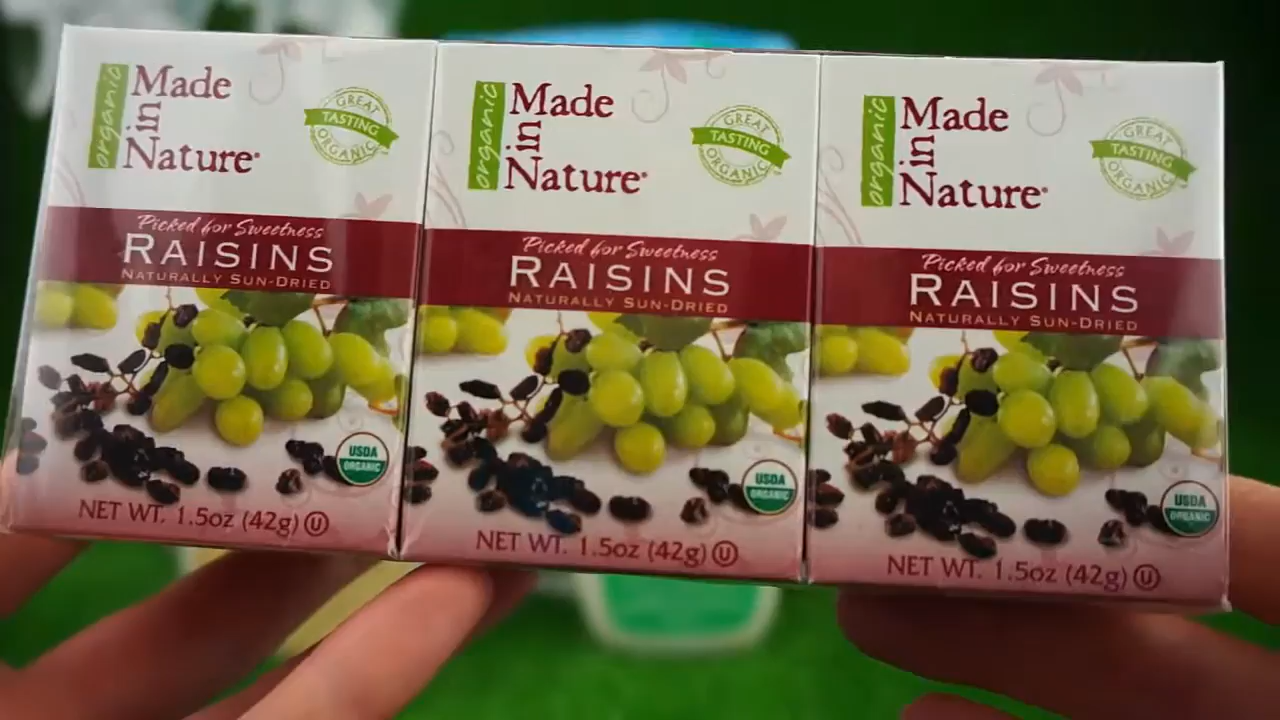 organic
Made
in
Nature
GREAT
TASTING
ORGANIC
Picked for Sweetness
RAISINS
NATURALLY SUN-DRIED
USDA
ORGANIC
NET WT. 1.5oz (42g) U
organic
Made
in
Nature
GREAT
TASTING
ORGANIC
Picked for Sweetness
RAISINS
NATURALLY SUN-DRIED
USDA
ORGANIC
NET WT. 1.5oz (42g) U
organic
Made
in
Nature
GREAT
TASTING
ORGANIC
Picked for Sweetness
RAISINS
NATURALLY SUN-DRIED
USDA
ORGANIC
NET WT. 1.5oz (42g) U